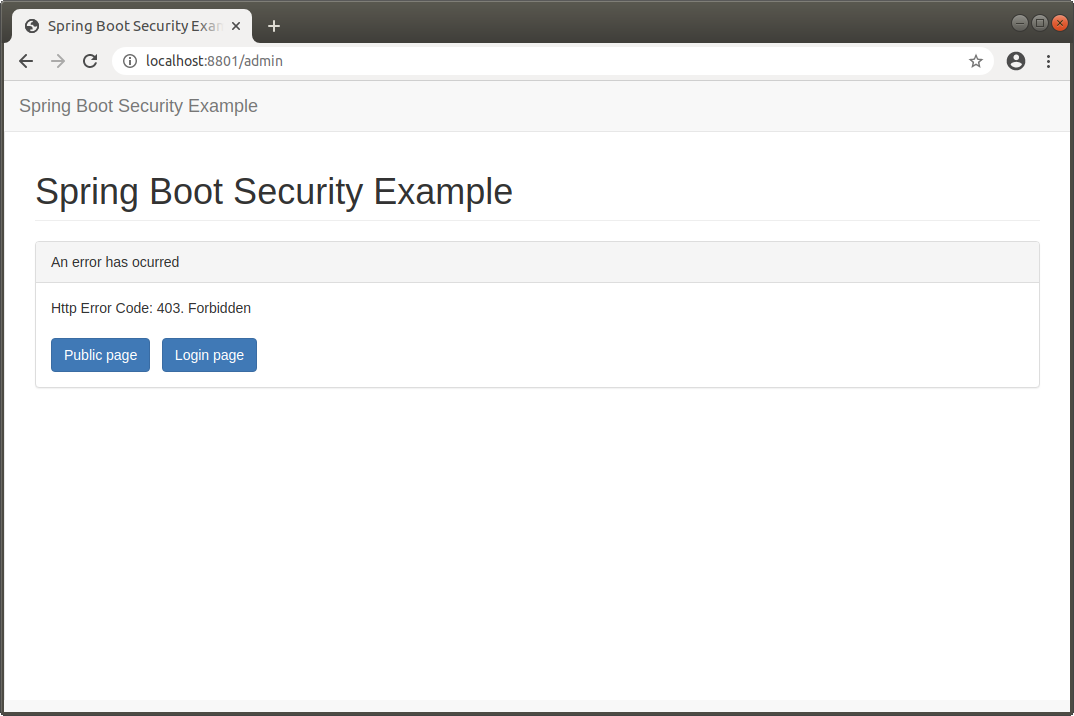 Spring Boot Security Exam
localhost:8801/admin
Spring Boot Security Example
Spring Boot Security Example
An error has ocurred
Http Error Code: 403. Forbidden
Public page Login page